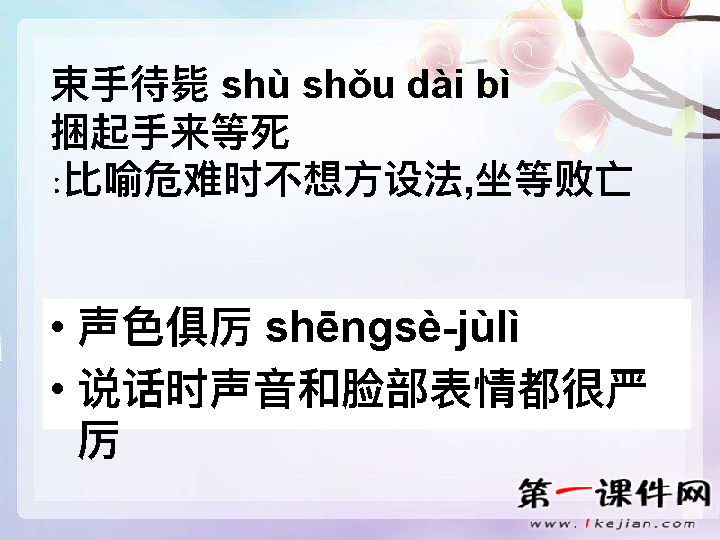 束手待毙 shù shǒu dài bì
捆起手来等死
:比喻危难时不想方设法,坐等败亡
• 声色俱厉 shēngsè-jùlì
• 说话时声音和脸部表情都很严
厉
第一课件网
www.1kejian.com